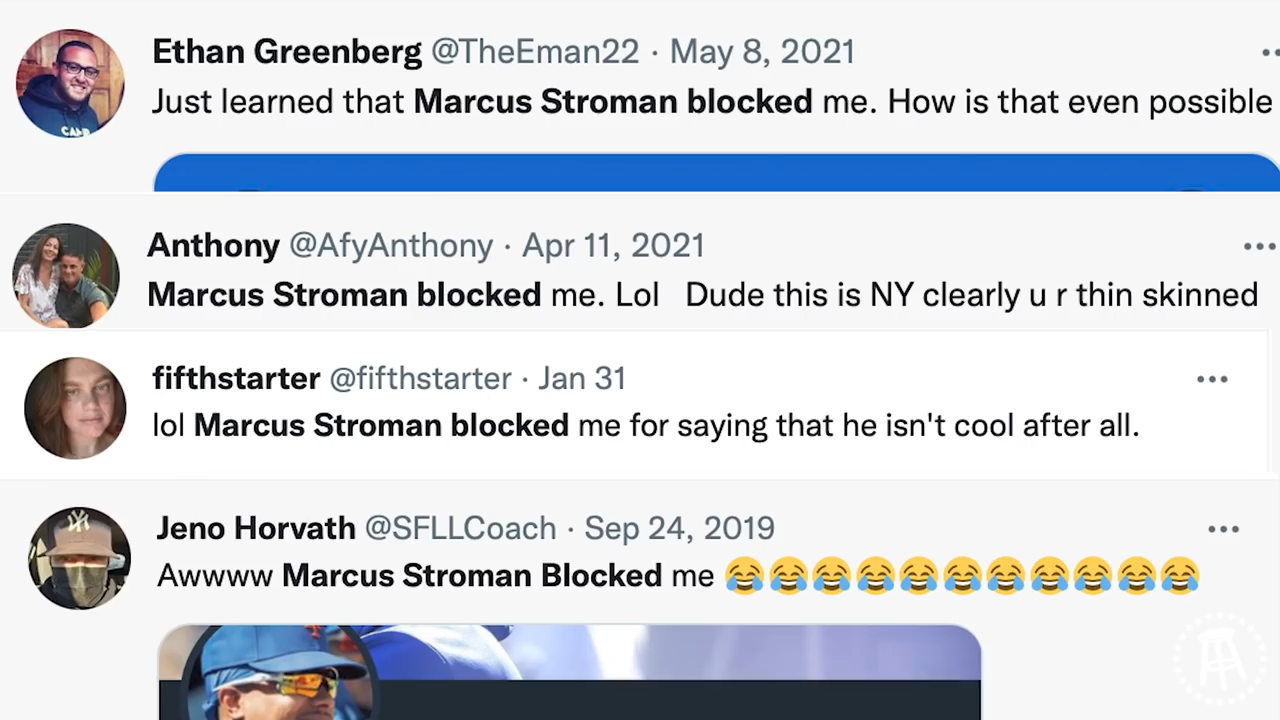 Ethan Greenberg @TheEman22 · May 8, 2021
Just learned that Marcus Stroman blocked me. How is that even possible
Anthony @AfyAnthony · Apr 11, 2021
Marcus Stroman blocked me. Lol Dude this is NY clearly u r thin skinned
fifthstarter @fifthstarter · Jan 31
lol Marcus Stroman blocked me for saying that he isn't cool after all.
Jeno Horvath @SFLLCoach · Sep 24, 2019
Awwww Marcus Stroman Blocked me 😂😂😂😂😂😂😂😂😂😂😂